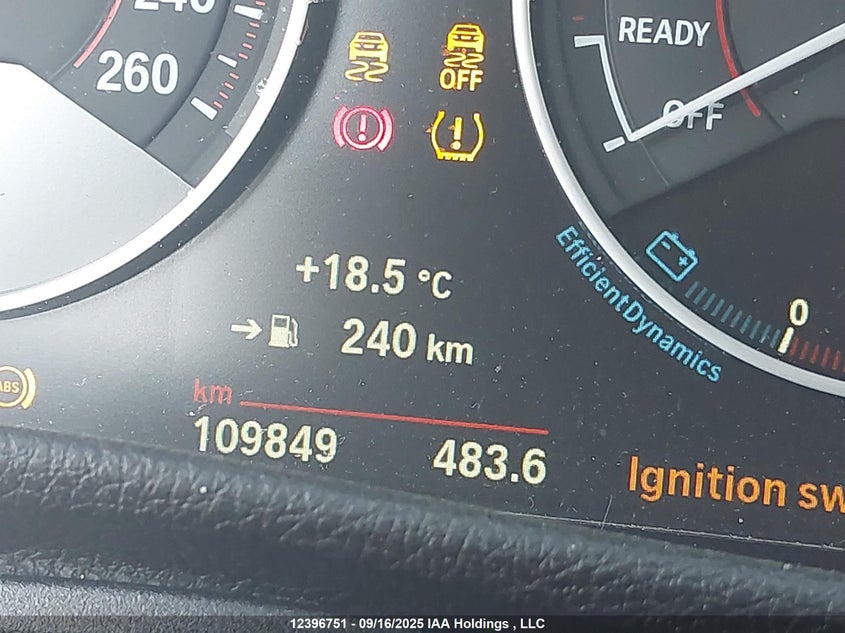 240
260
OFF
READY
OFF
+18.5 °C
240 km
EfficientDynamics
0
ABS
km
109849 483.6
Ignition sw
12396751 - 09/16/2025 IAA Holdings , LLC